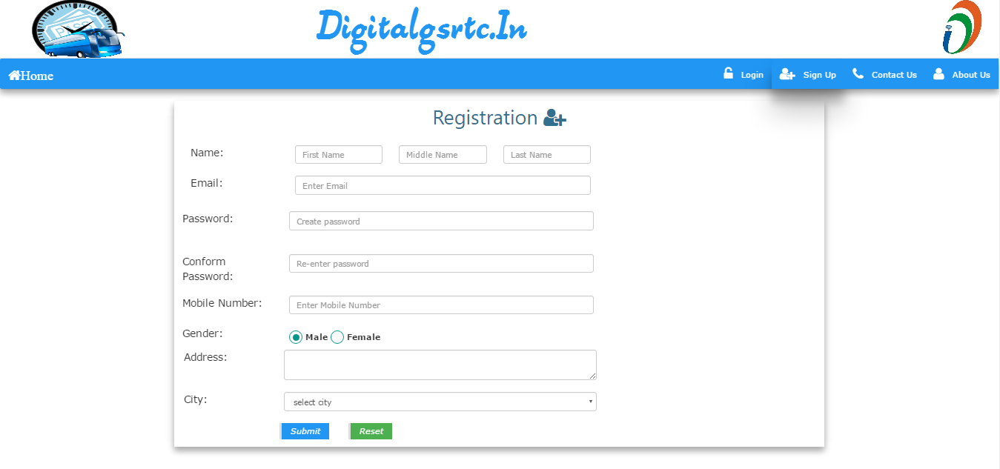 PASS
Digitalgsrtc.In
Home
Login
Sign Up
Contact Us
About Us
Registration
Name:
First Name
Middle Name
Last Name
Email:
Enter Email
Password:
Create password
Conform
Password:
Re-enter password
Mobile Number:
Enter Mobile Number
Gender:
Male
Female
Address:
City:
select city
Submit
Reset